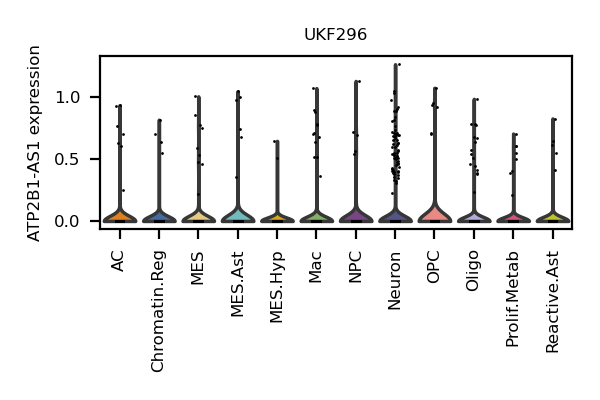 UKF296
ATP2B1-AS1 expression
1.0
0.5
0.0
AC
Chromatin.Reg
MES
MES.Ast
MES.Hyp
Mac
NPC
Neuron
OPC
Oligo
Prolif.Metab
Reactive.Ast